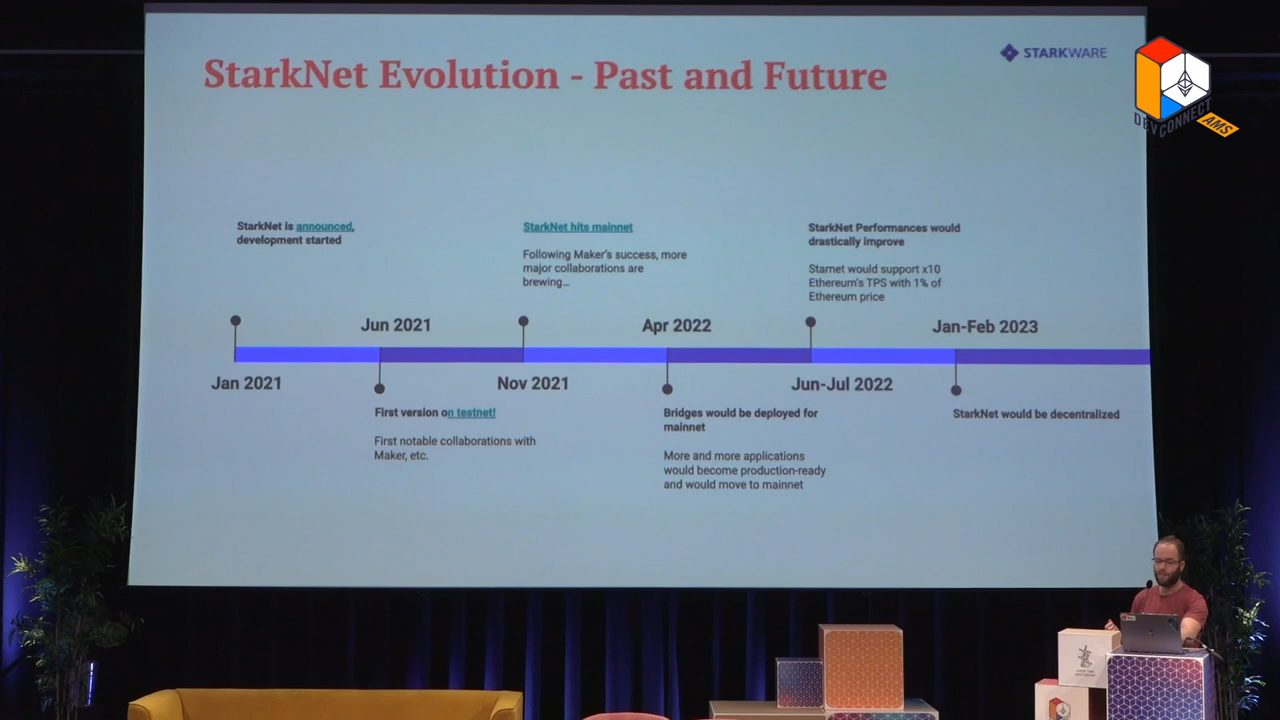 StarkNet Evolution - Past and Future
STARKWARE
DEVCONNECT
AMS
StarkNet is announced,
development started
StarkNet hits mainnet
Following Maker's success, more
major collaborations are
brewing...
StarkNet Performances would
drastically improve
Starnet would support x10
Ethereum's TPS with 1% of
Ethereum price
Jun 2021
Apr 2022
Jan-Feb 2023
Jan 2021
Nov 2021
Jun-Jul 2022
First version on testnet!
First notable collaborations with
Maker, etc.
Bridges would be deployed for
mainnet
More and more applications
would become production-ready
and would move to mainnet
StarkNet would be decentralized